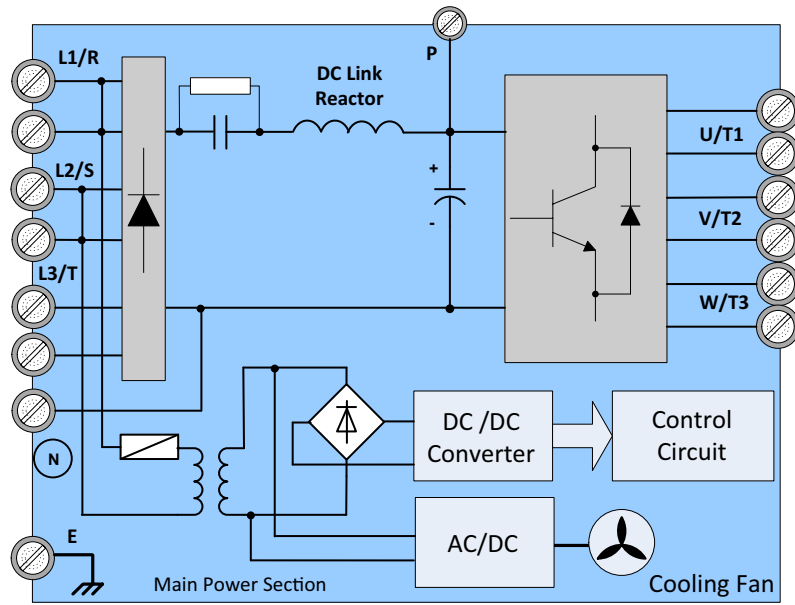 L1/R
P
DC Link
Reactor
L2/S
+
U/T1
-
V/T2
L3/T
W/T3
DC /DC
Converter
Control
Circuit
N
E
AC/DC
Main Power Section
Cooling Fan